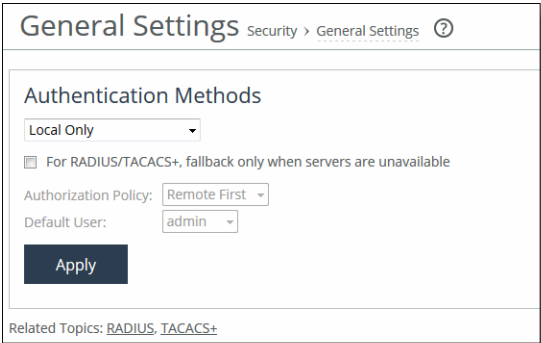 General Settings Security > General Settings ?
Authentication Methods
Local Only
For RADIUS/TACACS+, fallback only when servers are unavailable
Authorization Policy: Remote First
Default User: admin
Apply
Related Topics: RADIUS, TACACS+